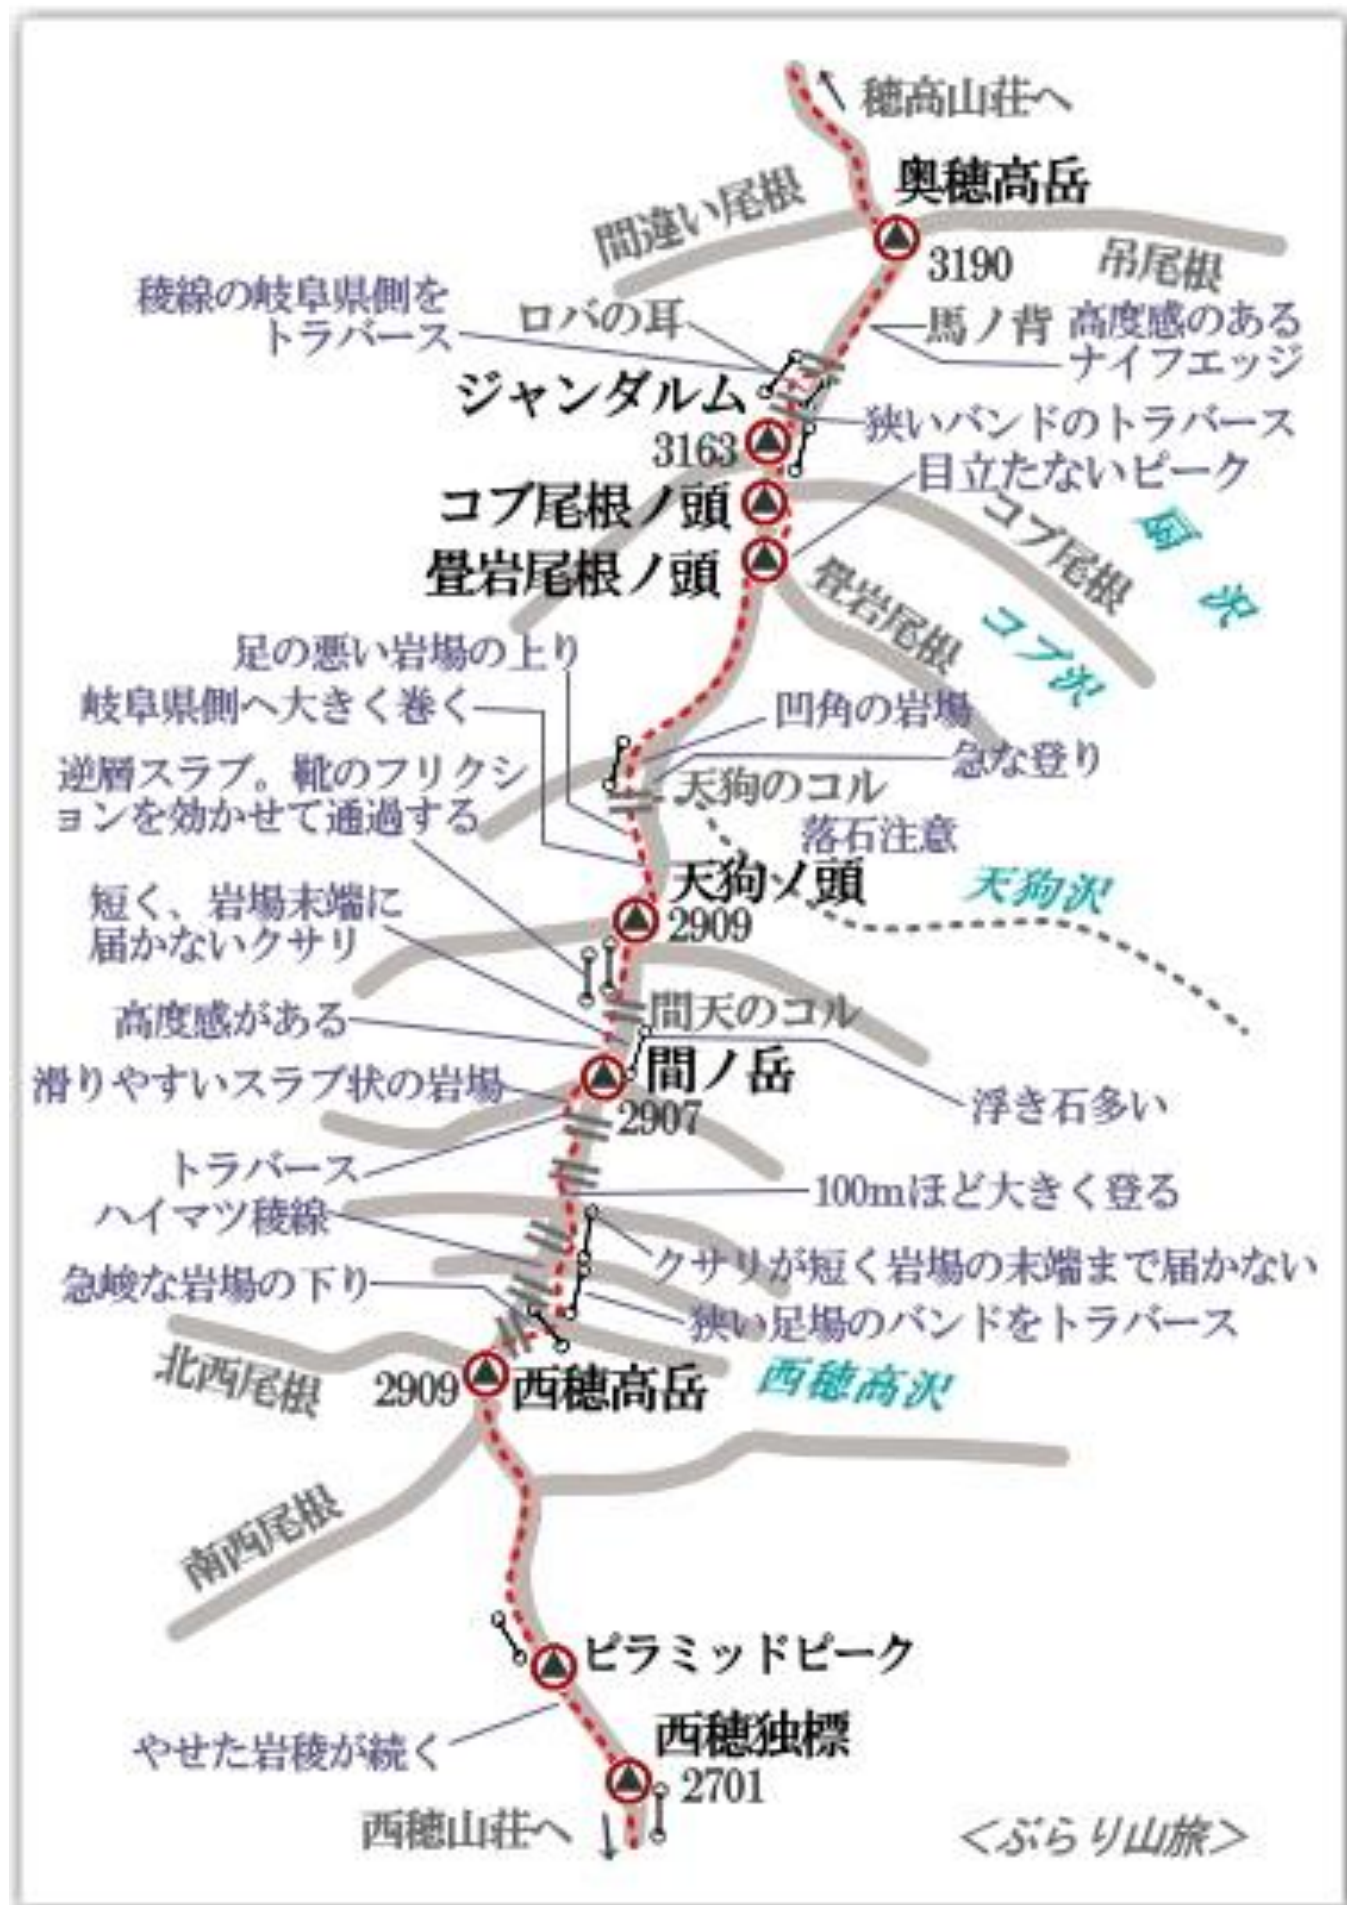 穂高山荘へ
奥穂高岳
間違い尾根
3190
吊尾根
稜線の岐阜県側を
トラバース
ロバの耳
馬ノ背
高度感のある
ナイフエッジ
ジャンダルム
3163
狭いバンドのトラバース
目立たないピーク
コブ尾根ノ頭
コブ尾根
扇沢
畳岩尾根ノ頭
畳岩尾根
コブ沢
足の悪い岩場の上り
岐阜県側へ大きく巻く
凹角の岩場
逆層スラブ。靴のフリクシ
ョンを効かせて通過する
急な登り
天狗のコル
落石注意
天狗ノ頭
2909
天狗沢
短く、岩場末端に
届かないクサリ
間天のコル
高度感がある
間ノ岳
2907
滑りやすいスラブ状の岩場
浮き石多い
トラバース
100mほど大きく登る
ハイマツ稜線
クサリが短く岩場の末端まで届かない
急峻な岩場の下り
狭い足場のバンドをトラバース
北西尾根
2909
西穂高岳
西穂高沢
南西尾根
ピラミッドピーク
西穂独標
2701
やせた岩稜が続く
西穂山荘へ
＜ぶらり山旅＞